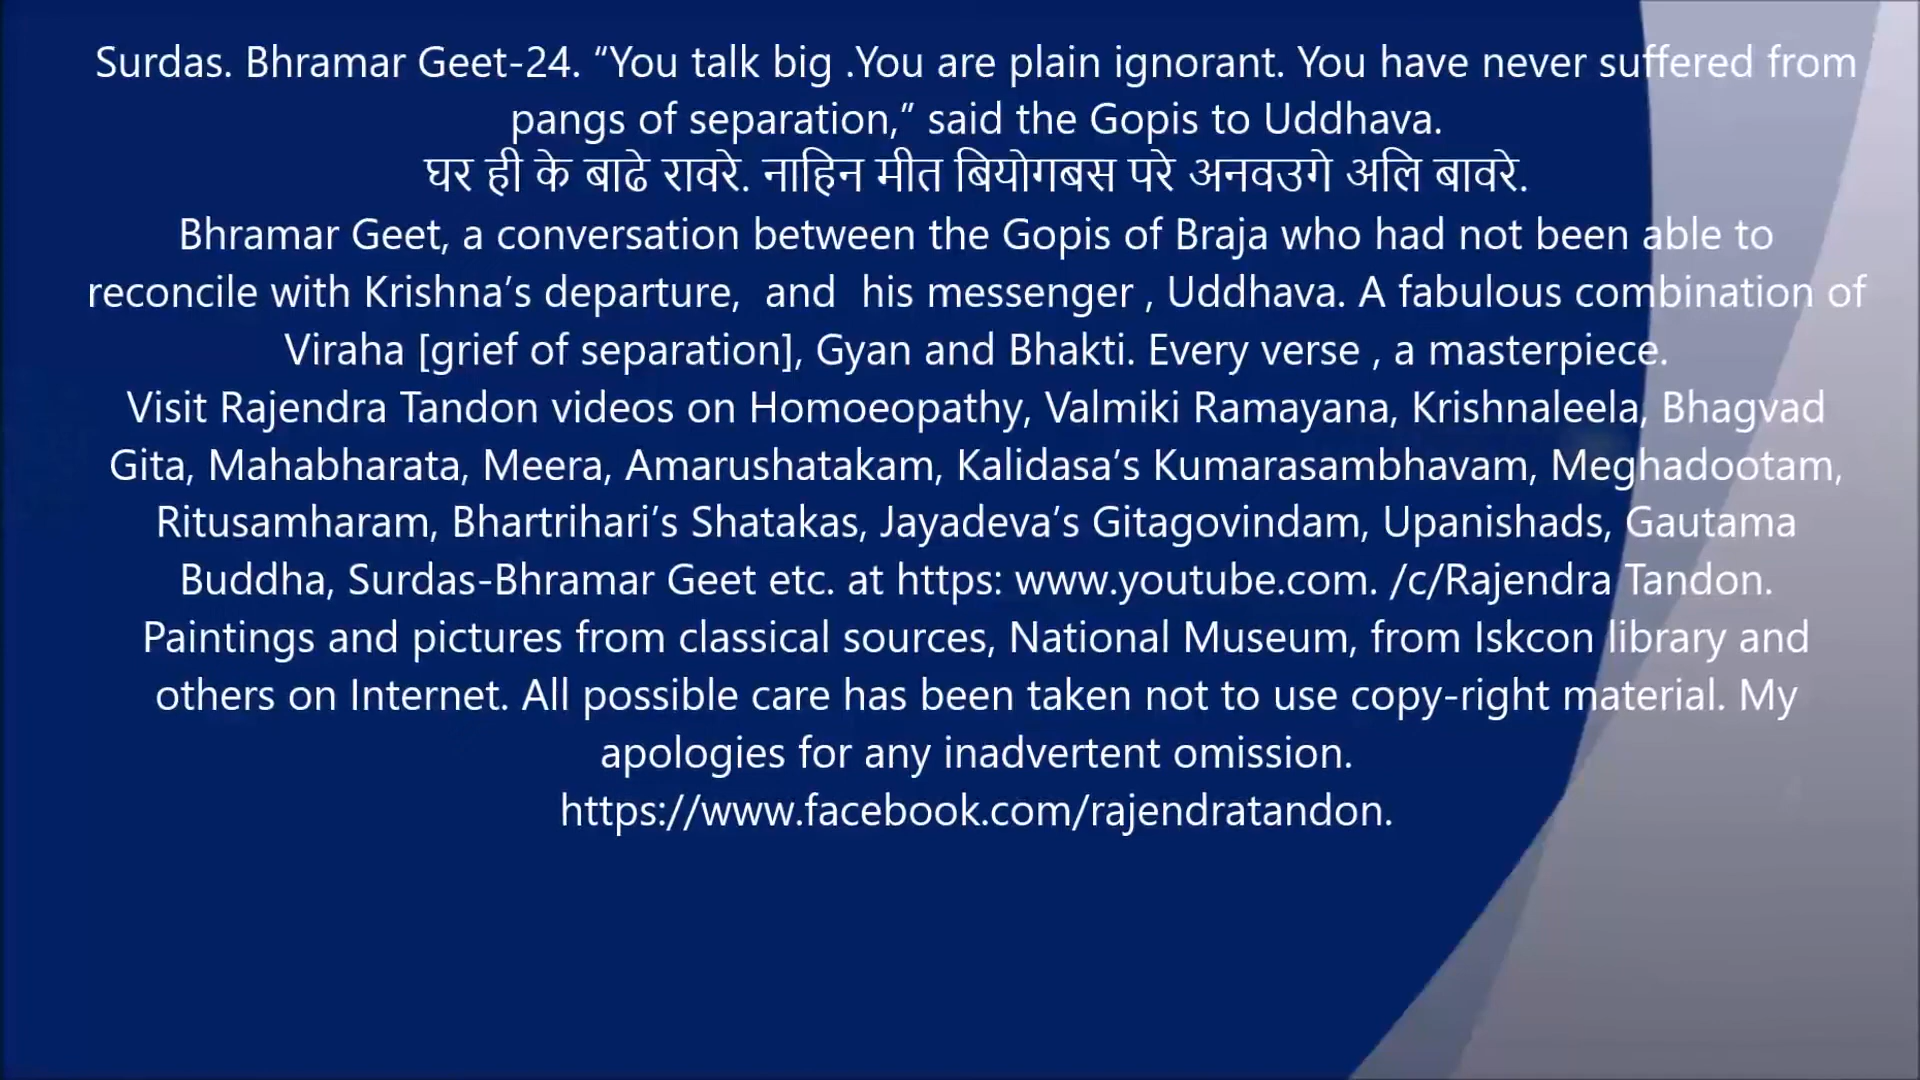 Surdas. Bhramar Geet-24. “You talk big .You are plain ignorant. You have never suffered from
pangs of separation,” said the Gopis to Uddhava.
घर ही के बाढे रावरे. नाहिन मीत बियोगबस परे अनवउगे अलि बावरे.
Bhramar Geet, a conversation between the Gopis of Braja who had not been able to
reconcile with Krishna’s departure,  and  his messenger , Uddhava. A fabulous combination of
Viraha [grief of separation], Gyan and Bhakti. Every verse , a masterpiece.
Visit Rajendra Tandon videos on Homoeopathy, Valmiki Ramayana, Krishnaleela, Bhagvad
Gita, Mahabharata, Meera, Amarushatakam, Kalidasa’s Kumarasambhavam, Meghadootam,
Ritusamharam, Bhartrihari’s Shatakas, Jayadeva’s Gitagovindam, Upanishads, Gautama
Buddha, Surdas-Bhramar Geet etc. at https: www.youtube.com. /c/Rajendra Tandon.
Paintings and pictures from classical sources, National Museum, from Iskcon library and
others on Internet. All possible care has been taken not to use copy-right material. My
apologies for any inadvertent omission.
https://www.facebook.com/rajendratandon.